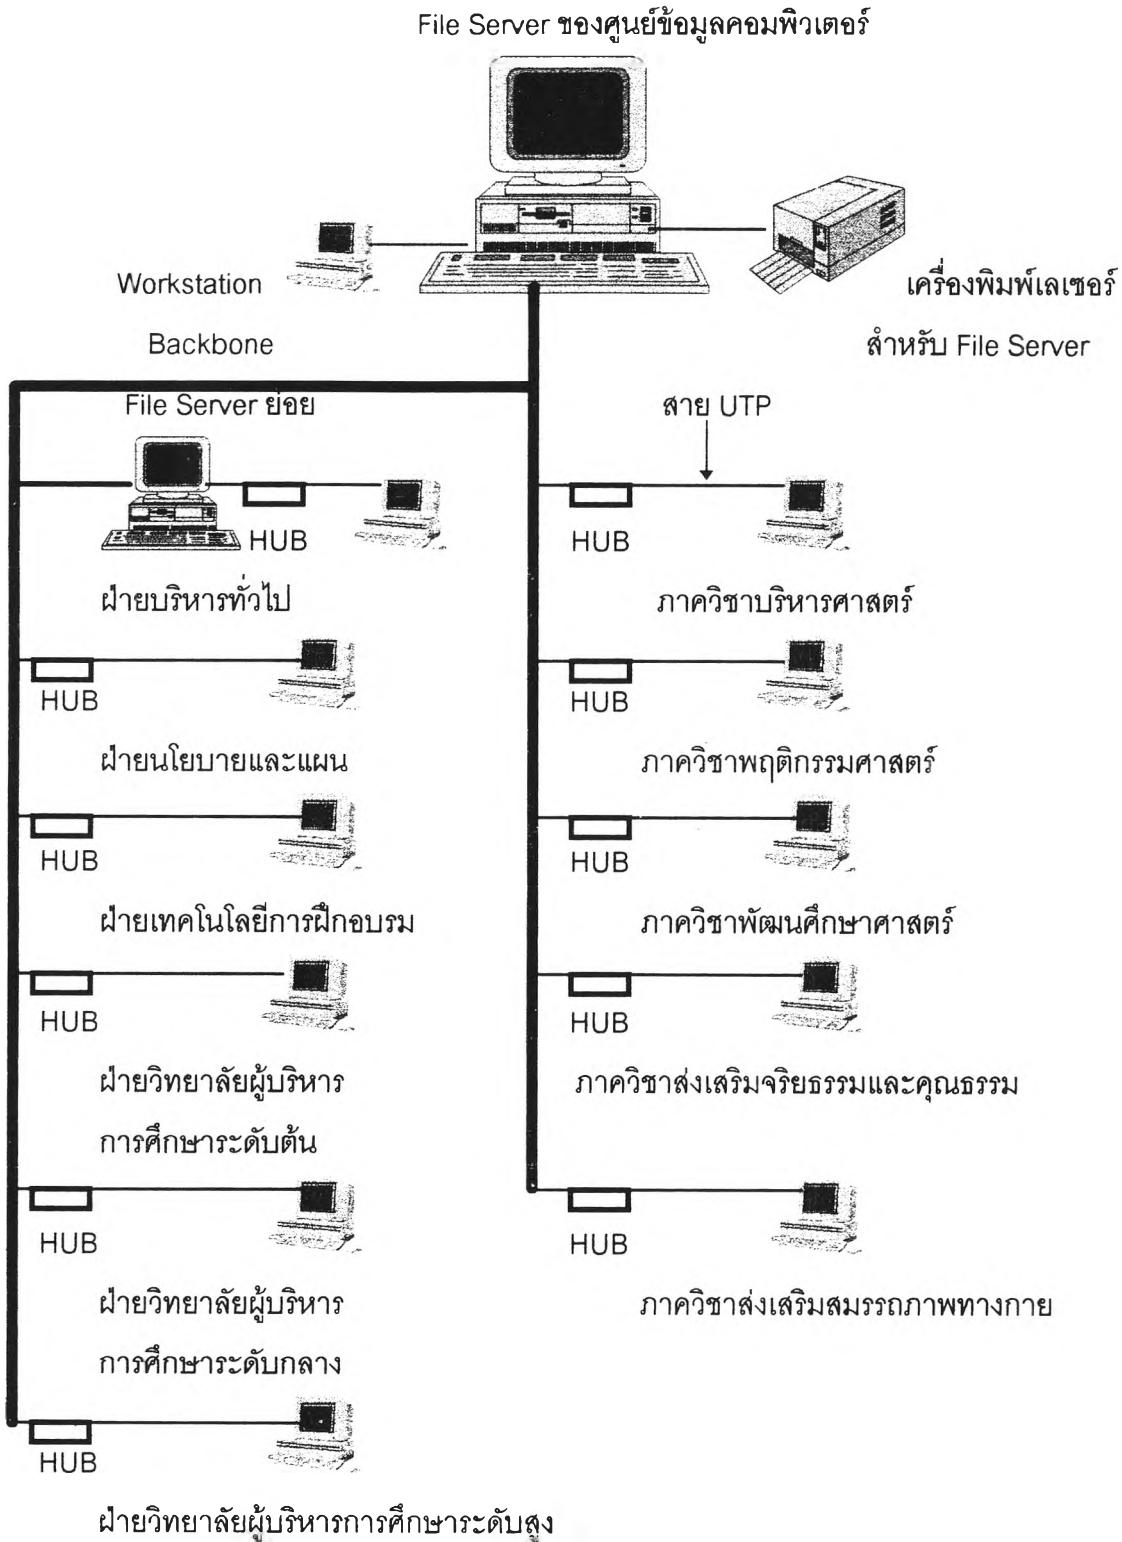 File Server ของศูนย์ข้อมูลคอมพิวเตอร์
Workstation
เครื่องพิมพ์เลเซอร์
สำหรับ File Server
Backbone
File Server ย่อย
สาย UTP
HUB
HUB
ฝ่ายบริหารทั่วไป
ภาควิชาบริหารศาสตร์
HUB
HUB
ฝ่ายนโยบายและแผน
ภาควิชาพฤติกรรมศาสตร์
HUB
HUB
ฝ่ายเทคโนโลยีการฝึกอบรม
ภาควิชาพัฒนศึกษาศาสตร์
HUB
HUB
ฝ่ายวิทยาลัยผู้บริหาร
การศึกษาระดับต้น
ภาควิชาส่งเสริมจริยธรรมและคุณธรรม
HUB
HUB
ฝ่ายวิทยาลัยผู้บริหาร
การศึกษาระดับกลาง
ภาควิชาส่งเสริมสมรรถภาพทางกาย
HUB
ฝ่ายวิทยาลัยผู้บริหารการศึกษาระดับสูง